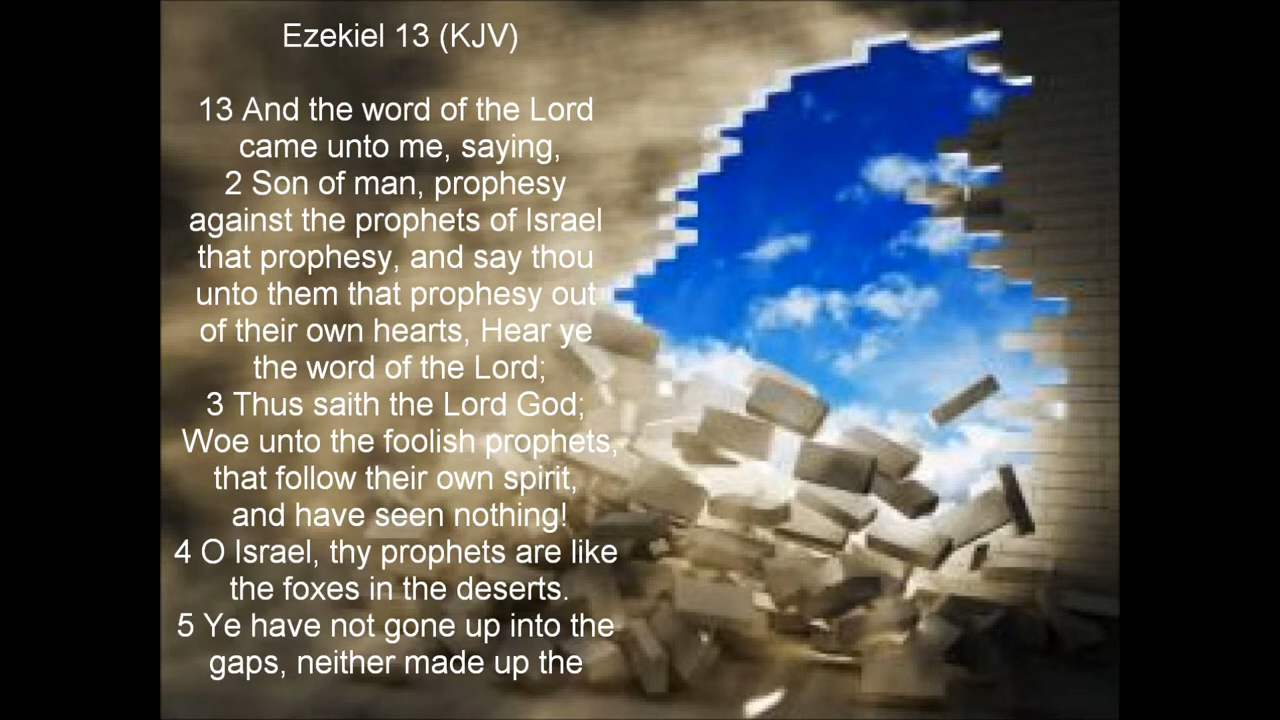 Ezekiel 13 (KJV)
13 And the word of the Lord
came unto me, saying,
2 Son of man, prophesy
against the prophets of Israel
that prophesy, and say thou
unto them that prophesy out
of their own hearts, Hear ye
the word of the Lord;
3 Thus saith the Lord God;
Woe unto the foolish prophets,
that follow their own spirit,
and have seen nothing!
4 O Israel, thy prophets are like
the foxes in the deserts.
5 Ye have not gone up into the
gaps, neither made up the